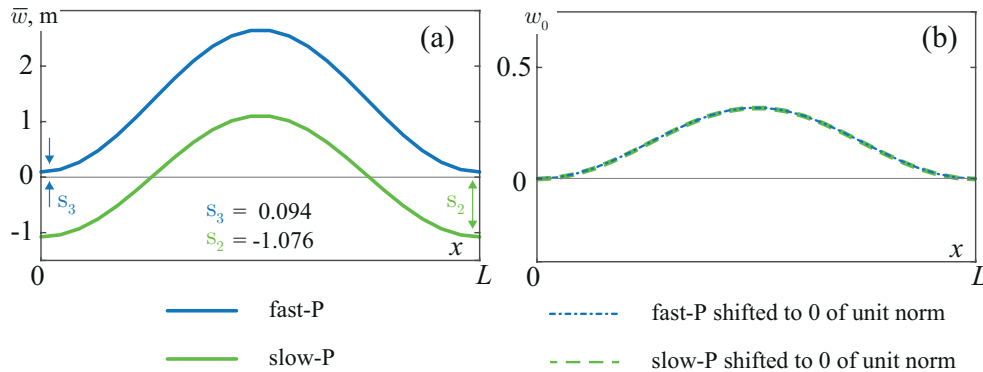 w̅, m
(a)
2
1
0
-1
s₃
s₃ = 0.094
s₂ = -1.076
s₂
x
0
L
fast-P
slow-P
w₀
(b)
0.5
0
x
0
L
fast-P shifted to 0 of unit norm
slow-P shifted to 0 of unit norm